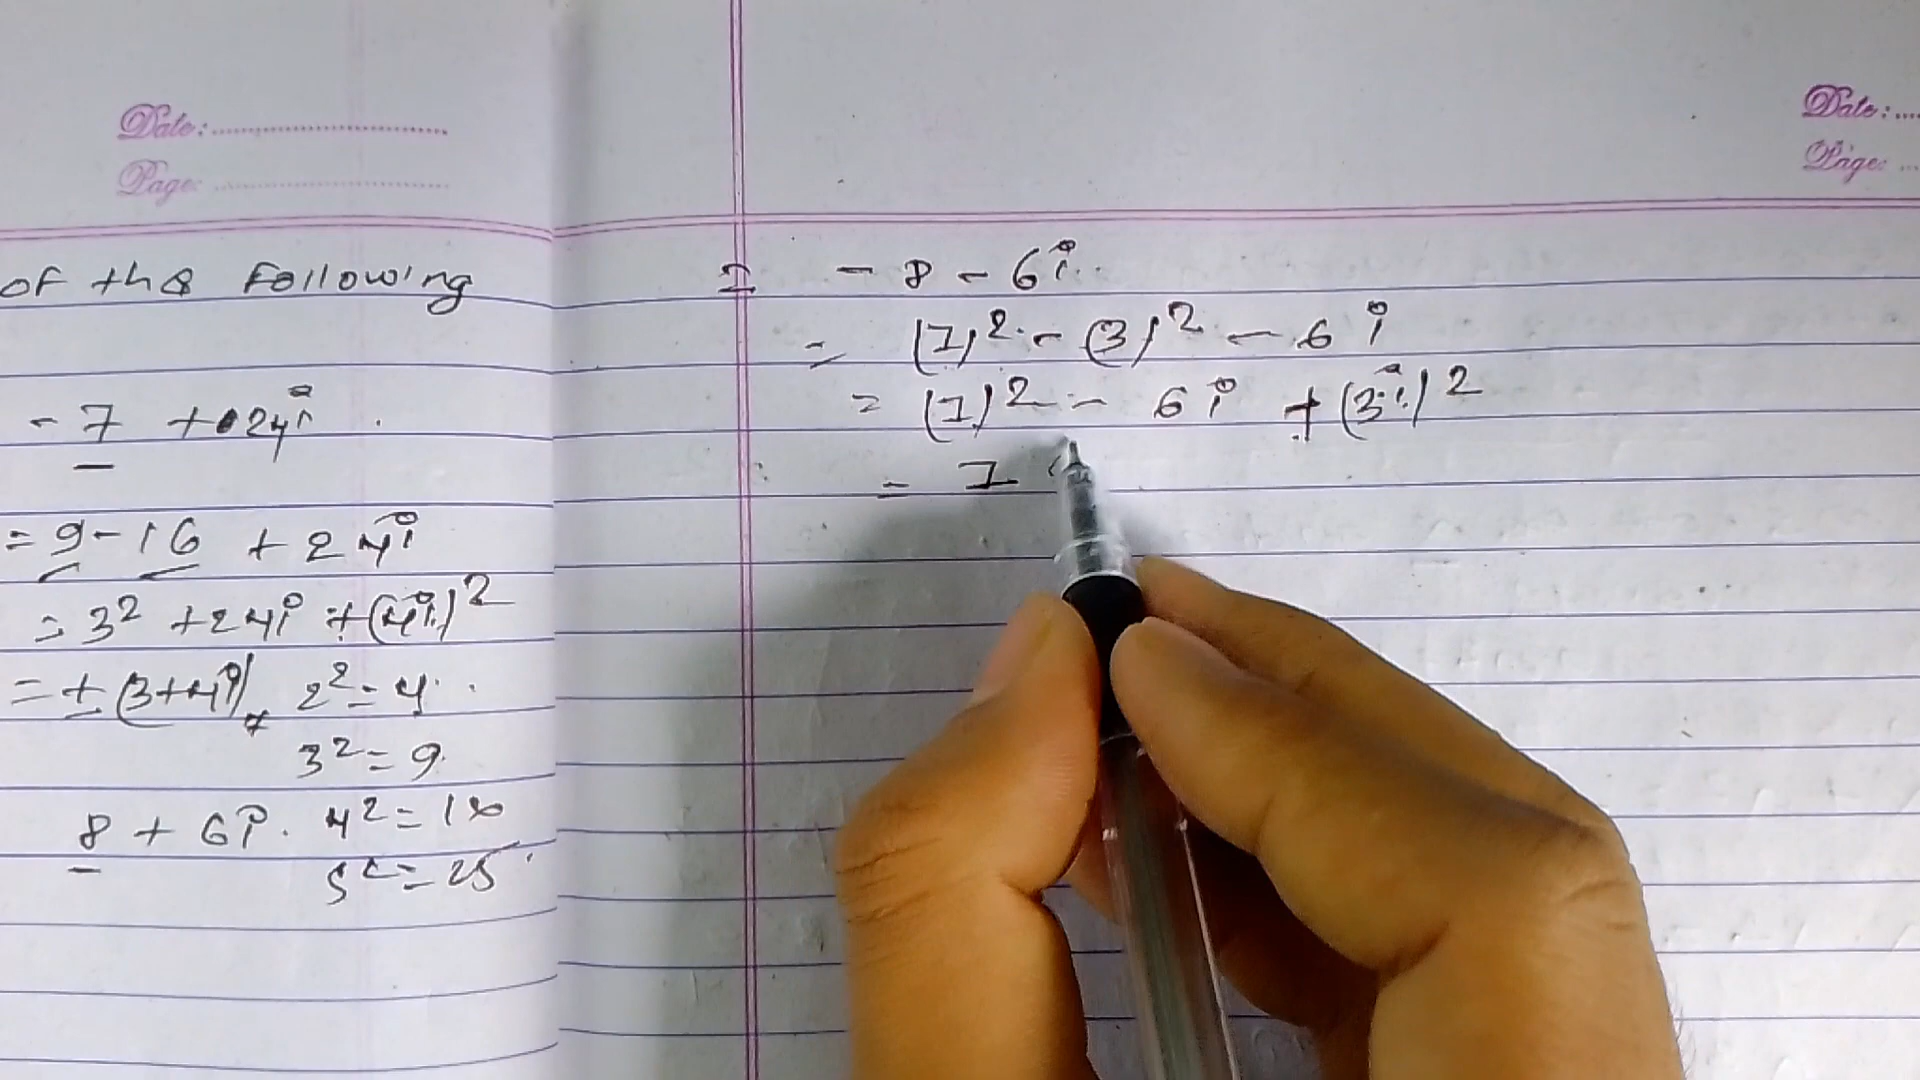 Date:
Page:
of the following
- 7 + 24i
= 9 - 16 + 24i
= 3² + 24i + (4i)²
= ± (3+4i) 2² = 4
3² = 9
8 + 6i 4² = 16
5² = 25
Date:
Page:
2 - 8 - 6i
= (1)² - (3)² - 6i
= (1)² - 6i + (3i)²
= 1